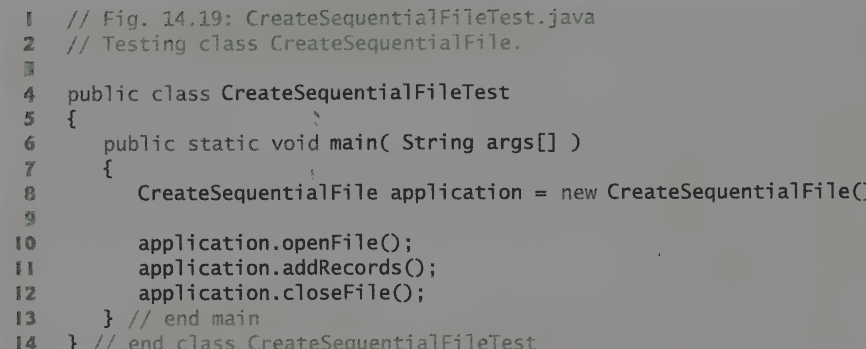 1 // Fig. 14.19: CreateSequentialFileTest.java
2 // Testing class CreateSequentialFile.
3
4 public class CreateSequentialFileTest
5 {
6 public static void main( String args[] )
7 {
8 CreateSequentialFile application = new CreateSequentialFile()
9
10 application.openFile();
11 application.addRecords();
12 application.closeFile();
13 } // end main
14 } // end class CreateSequentialFileTest